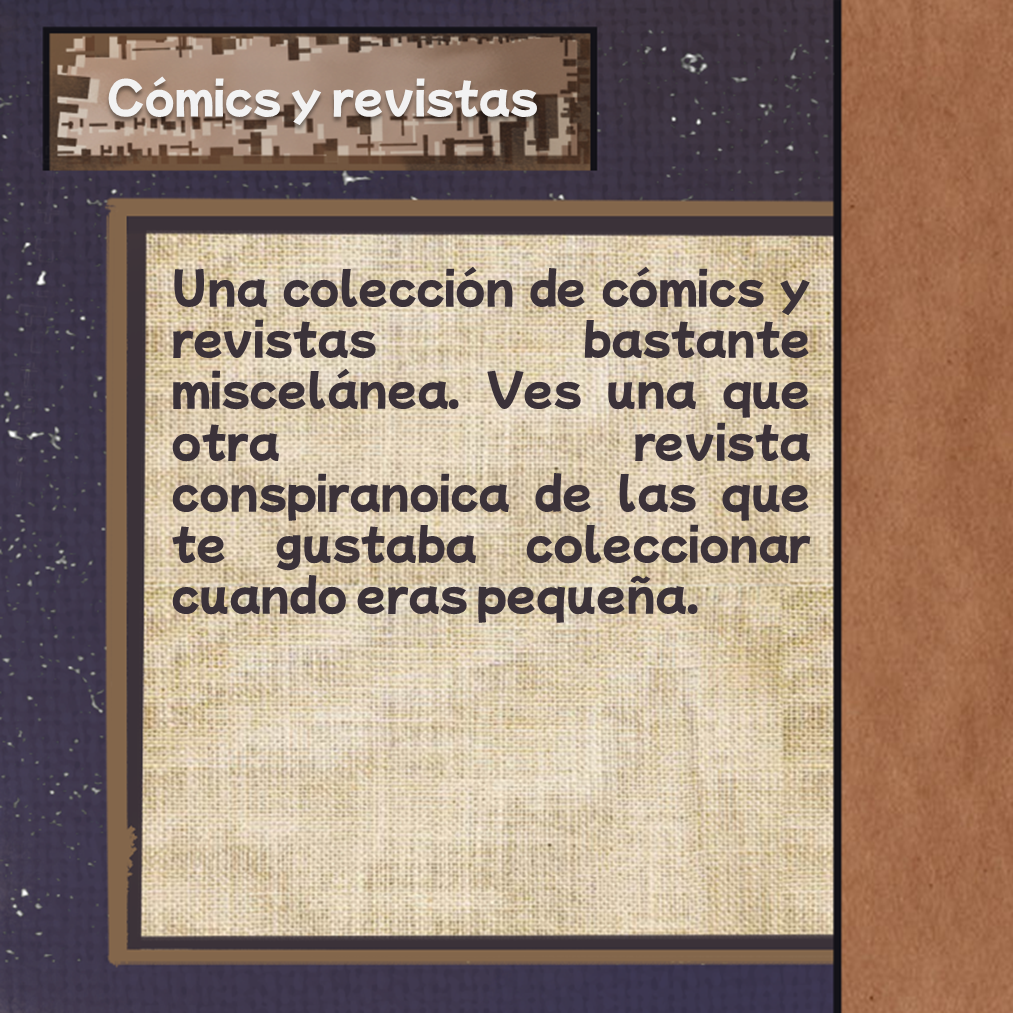 Cómics y revistas
Una colección de cómics y
revistas bastante
miscelánea. Ves una que
otra revista
conspiranoica de las que
te gustaba coleccionar
cuando eras pequeña.